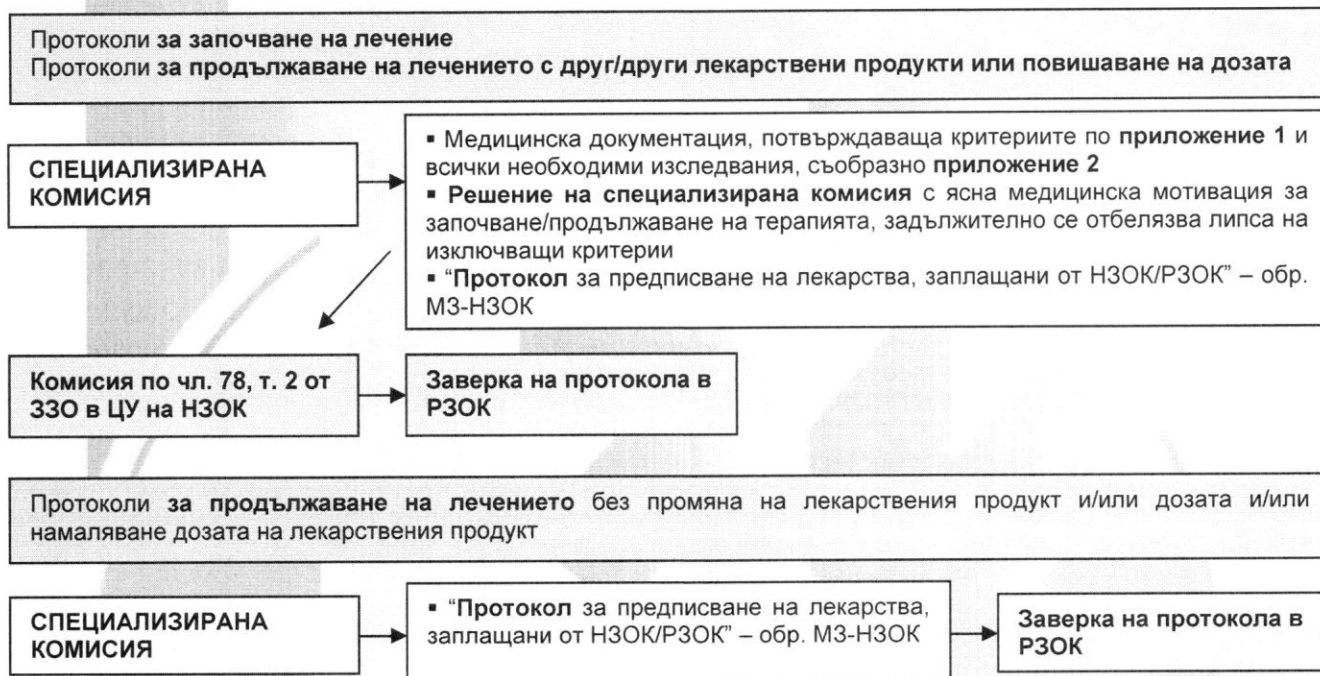 Протоколи за започване на лечение
Протоколи за продължаване на лечението с друг/други лекарствени продукти или повишаване на дозата
СПЕЦИАЛИЗИРАНА
КОМИСИЯ
▪ Медицинска документация, потвърждаваща критериите по приложение 1 и
всички необходими изследвания, съобразно приложение 2
▪ Решение на специализирана комисия с ясна медицинска мотивация за
започване/продължаване на терапията, задължително се отбелязва липса на
изключващи критерии
▪ “Протокол за предписване на лекарства, заплащани от НЗОК/РЗОК” – обр.
МЗ-НЗОК
Комисия по чл. 78, т. 2 от
ЗЗО в ЦУ на НЗОК
Заверка на протокола в
РЗОК
Протоколи за продължаване на лечението без промяна на лекарствения продукт и/или дозата и/или
намаляване дозата на лекарствения продукт
СПЕЦИАЛИЗИРАНА
КОМИСИЯ
▪ “Протокол за предписване на лекарства,
заплащани от НЗОК/РЗОК” – обр. МЗ-НЗОК
Заверка на протокола в
РЗОК